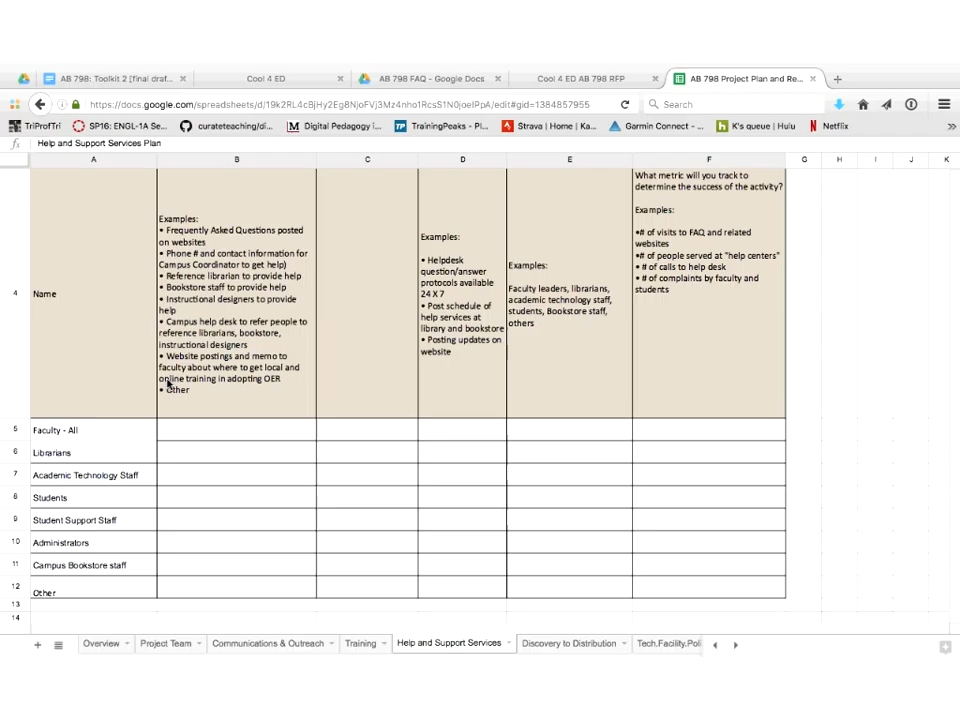 AB 798: Toolkit 2 [final draf...
Cool 4 ED
AB 798 FAQ - Google Docs
Cool 4 ED AB 798 RFP
AB 798 Project Plan and Re...
https://docs.google.com/spreadsheets/d/19k2RL4cBjHy2Eg8NjoFVj3Mz4nho1RcsS1N0joeIPpA/edit#gid=1384857955
Search
TriProfTri
SP16: ENGL-1A Se...
curateteaching/di...
Digital Pedagogy i...
TrainingPeaks - Pl...
Strava | Home | Ka...
Garmin Connect - ...
K's queue | Hulu
Netflix
fx Help and Support Services Plan
A B C D E F G H I J K
4
Name
Examples:
• Frequently Asked Questions posted
on websites
• Phone # and contact information for
Campus Coordinator to get help)
• Reference librarian to provide help
• Bookstore staff to provide help
• Instructional designers to provide
help
• Campus help desk to refer people to
reference librarians, bookstore,
instructional designers
• Website postings and memo to
faculty about where to get local and
online training in adopting OER
• Other
Examples:
• Helpdesk
question/answer
protocols available
24 X 7
• Post schedule of
help services at
library and bookstore
• Posting updates on
website
Examples:
Faculty leaders, librarians,
academic technology staff,
students, Bookstore staff,
others
What metric will you track to
determine the success of the activity?
Examples:
•# of visits to FAQ and related
websites
•# of people served at "help centers"
• # of calls to help desk
• # of complaints by faculty and
students
5 Faculty - All
6 Librarians
7 Academic Technology Staff
8 Students
9 Student Support Staff
10 Administrators
11 Campus Bookstore staff
12 Other
13
14
Overview
Project Team
Communications & Outreach
Training
Help and Support Services
Discovery to Distribution
Tech.Facility.Poli